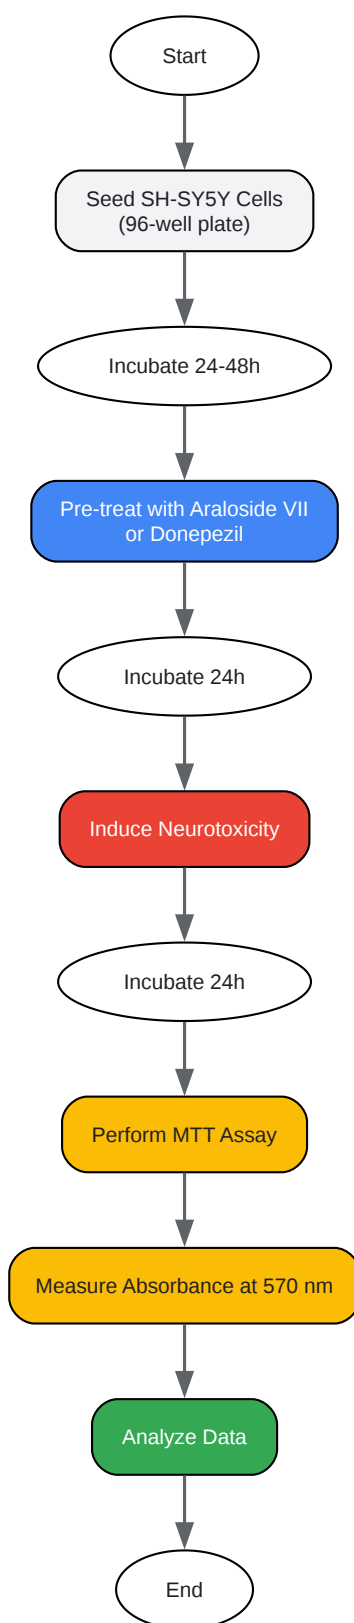 Start
Seed SH-SY5Y Cells
(96-well plate)
Incubate 24-48h
Pre-treat with Araloside VII
or Donepezil
Incubate 24h
Induce Neurotoxicity
Incubate 24h
Perform MTT Assay
Measure Absorbance at 570 nm
Analyze Data
End